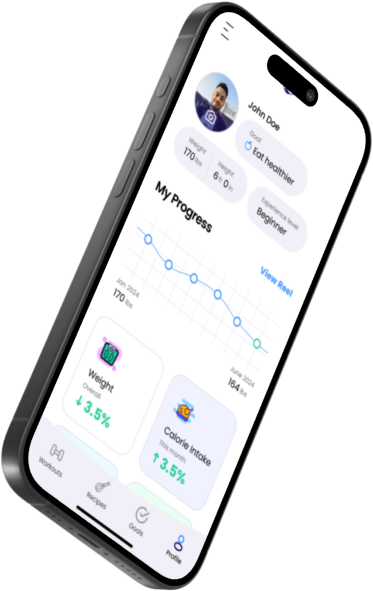 John Doe
Goal
Eat healthier
Weight
170 lbs
Height
6 ft 0 in
Experience level
Beginner
My Progress
View Reel
Jan 2024
170 lbs
June 2024
164 lbs
Weight
Overall
↓3.5%
Calorie Intake
This month
↑3.5%
Workouts
Recipes
Goals
Profile